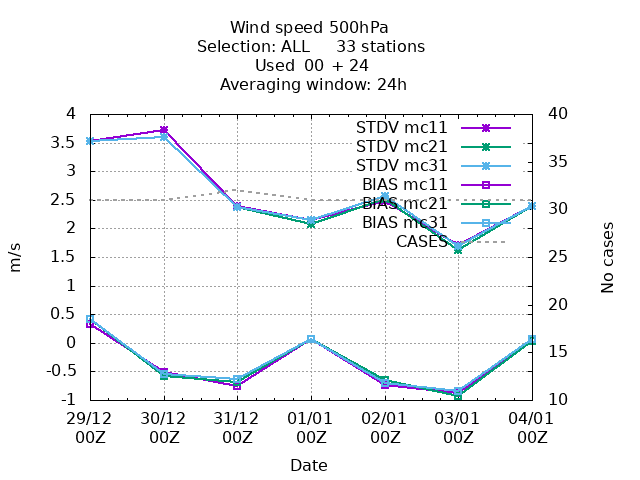 Wind speed 500hPa
Selection: ALL 33 stations
Used 00 + 24
Averaging window: 24h
4 40
STDV mc11
3.5 STDV mc21
STDV mc31 35
3 BIAS mc11
2.5 BIAS mc21 30
BIAS mc31
2 CASES
1.5 25
1
0.5 20
0 15
-0.5
-1 10
m/s
No cases
29/12 30/12 31/12 01/01 02/01 03/01 04/01
00Z 00Z 00Z 00Z 00Z 00Z 00Z
Date